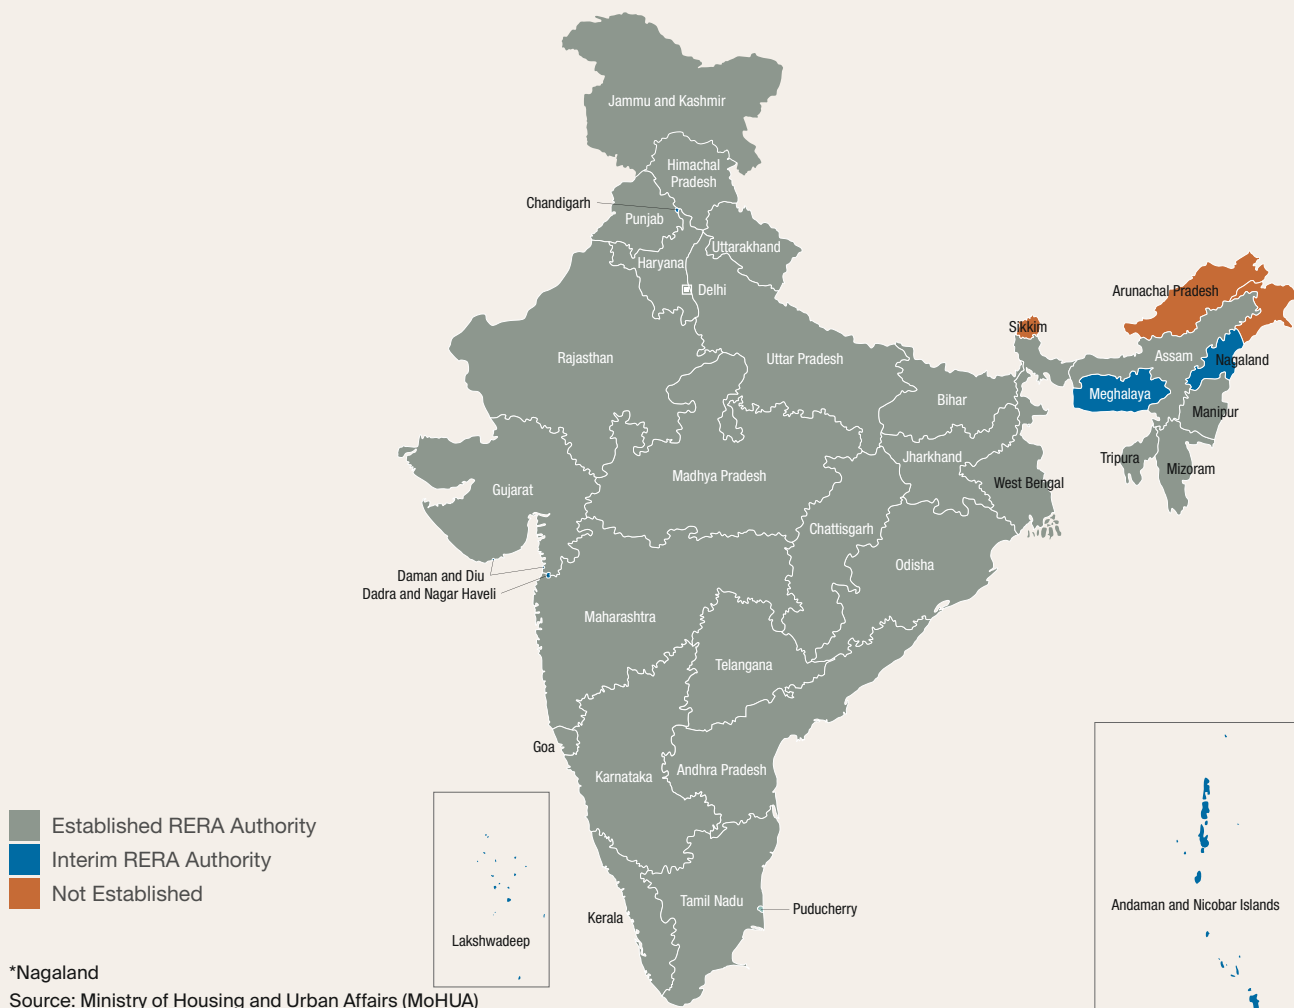 Jammu and Kashmir
Himachal
Pradesh
Chandigarh
Punjab
Uttarakhand
Haryana
Delhi
Arunachal Pradesh
Sikkim
Rajasthan
Uttar Pradesh
Assam
Nagaland
Meghalaya
Bihar
Manipur
Jharkhand
Tripura
Mizoram
Madhya Pradesh
West Bengal
Gujarat
Chattisgarh
Odisha
Daman and Diu
Dadra and Nagar Haveli
Maharashtra
Telangana
Goa
Karnataka
Andhra Pradesh
Established RERA Authority
Interim RERA Authority
Not Established
Tamil Nadu
Puducherry
Kerala
Andaman and Nicobar Islands
Lakshwadeep
*Nagaland
Source: Ministry of Housing and Urban Affairs (MoHUA)